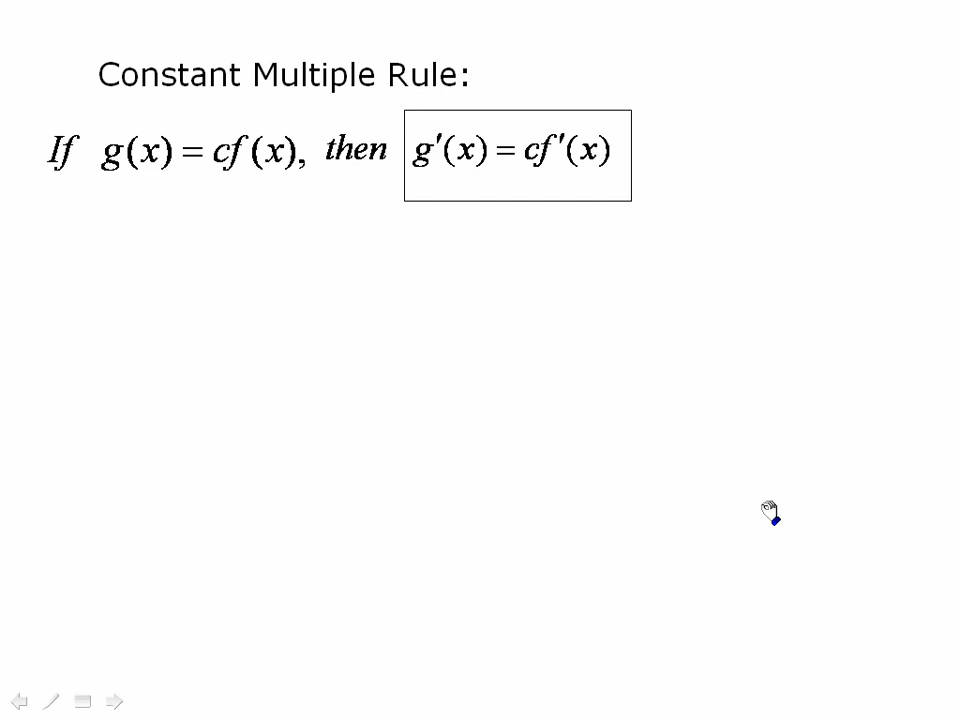 Constant Multiple Rule:
If g(x) = cf(x), then g′(x) = cf′(x)